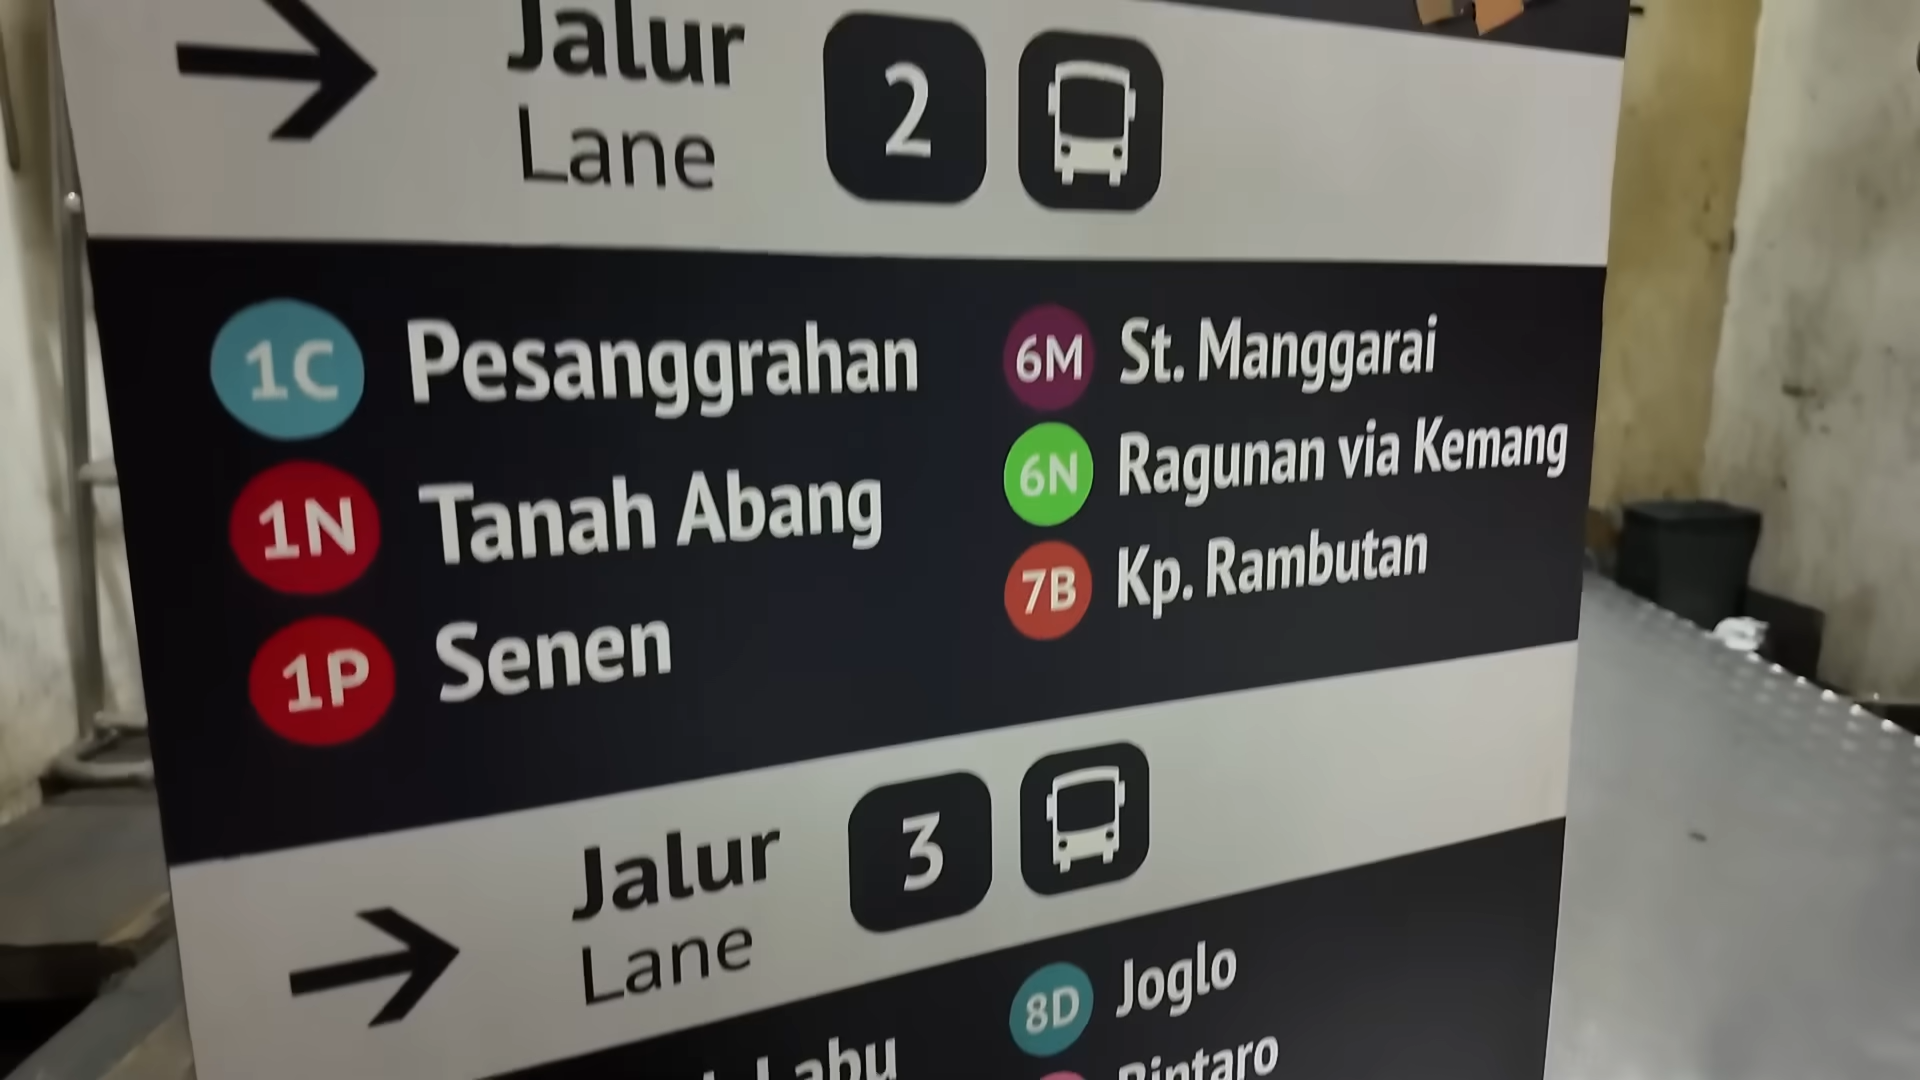 Jalur 2
Lane
1C Pesanggrahan
1N Tanah Abang
1P Senen
6M St. Manggarai
6N Ragunan via Kemang
7B Kp. Rambutan
Jalur 3
Lane
Labu
8D Joglo
Bintaro